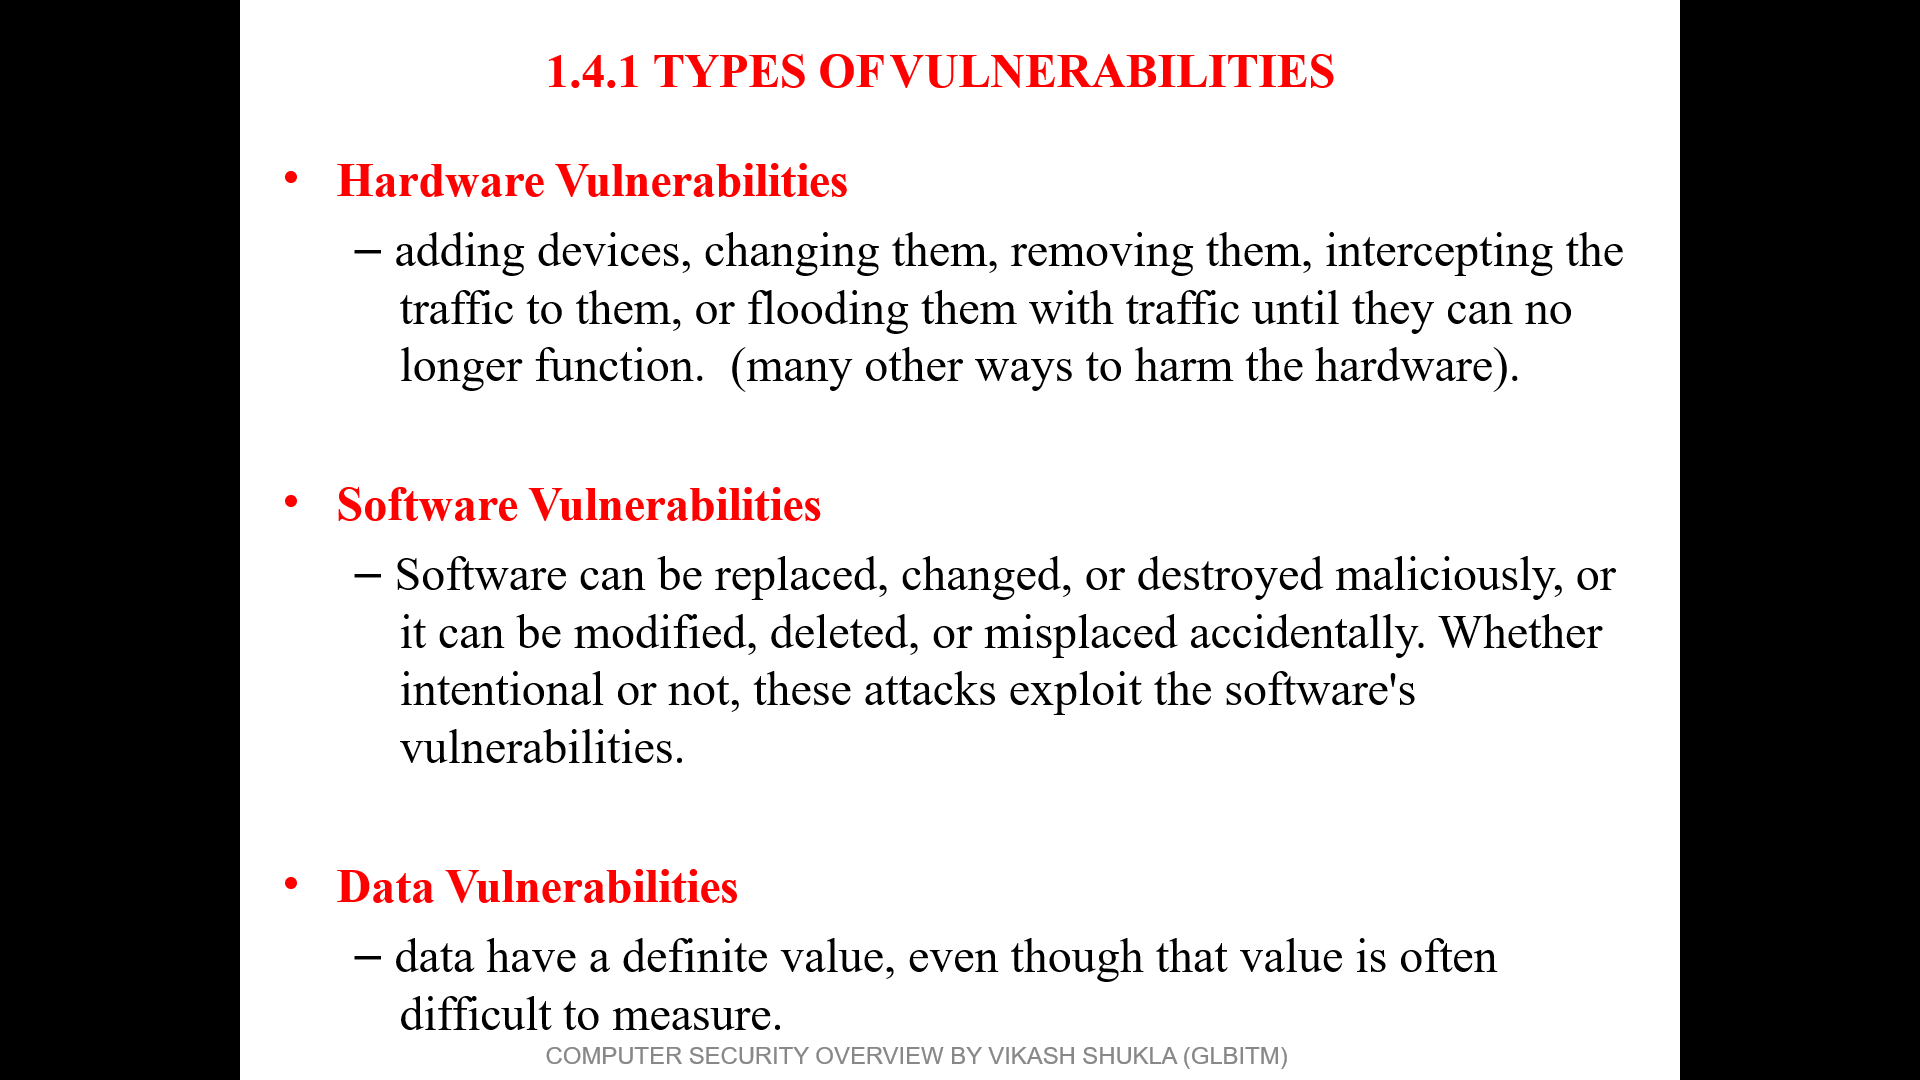 1.4.1 TYPES OF VULNERABILITIES
• Hardware Vulnerabilities
– adding devices, changing them, removing them, intercepting the
traffic to them, or flooding them with traffic until they can no
longer function.  (many other ways to harm the hardware).
• Software Vulnerabilities
– Software can be replaced, changed, or destroyed maliciously, or
it can be modified, deleted, or misplaced accidentally. Whether
intentional or not, these attacks exploit the software's
vulnerabilities.
• Data Vulnerabilities
– data have a definite value, even though that value is often
difficult to measure.
COMPUTER SECURITY OVERVIEW BY VIKASH SHUKLA (GLBITM)